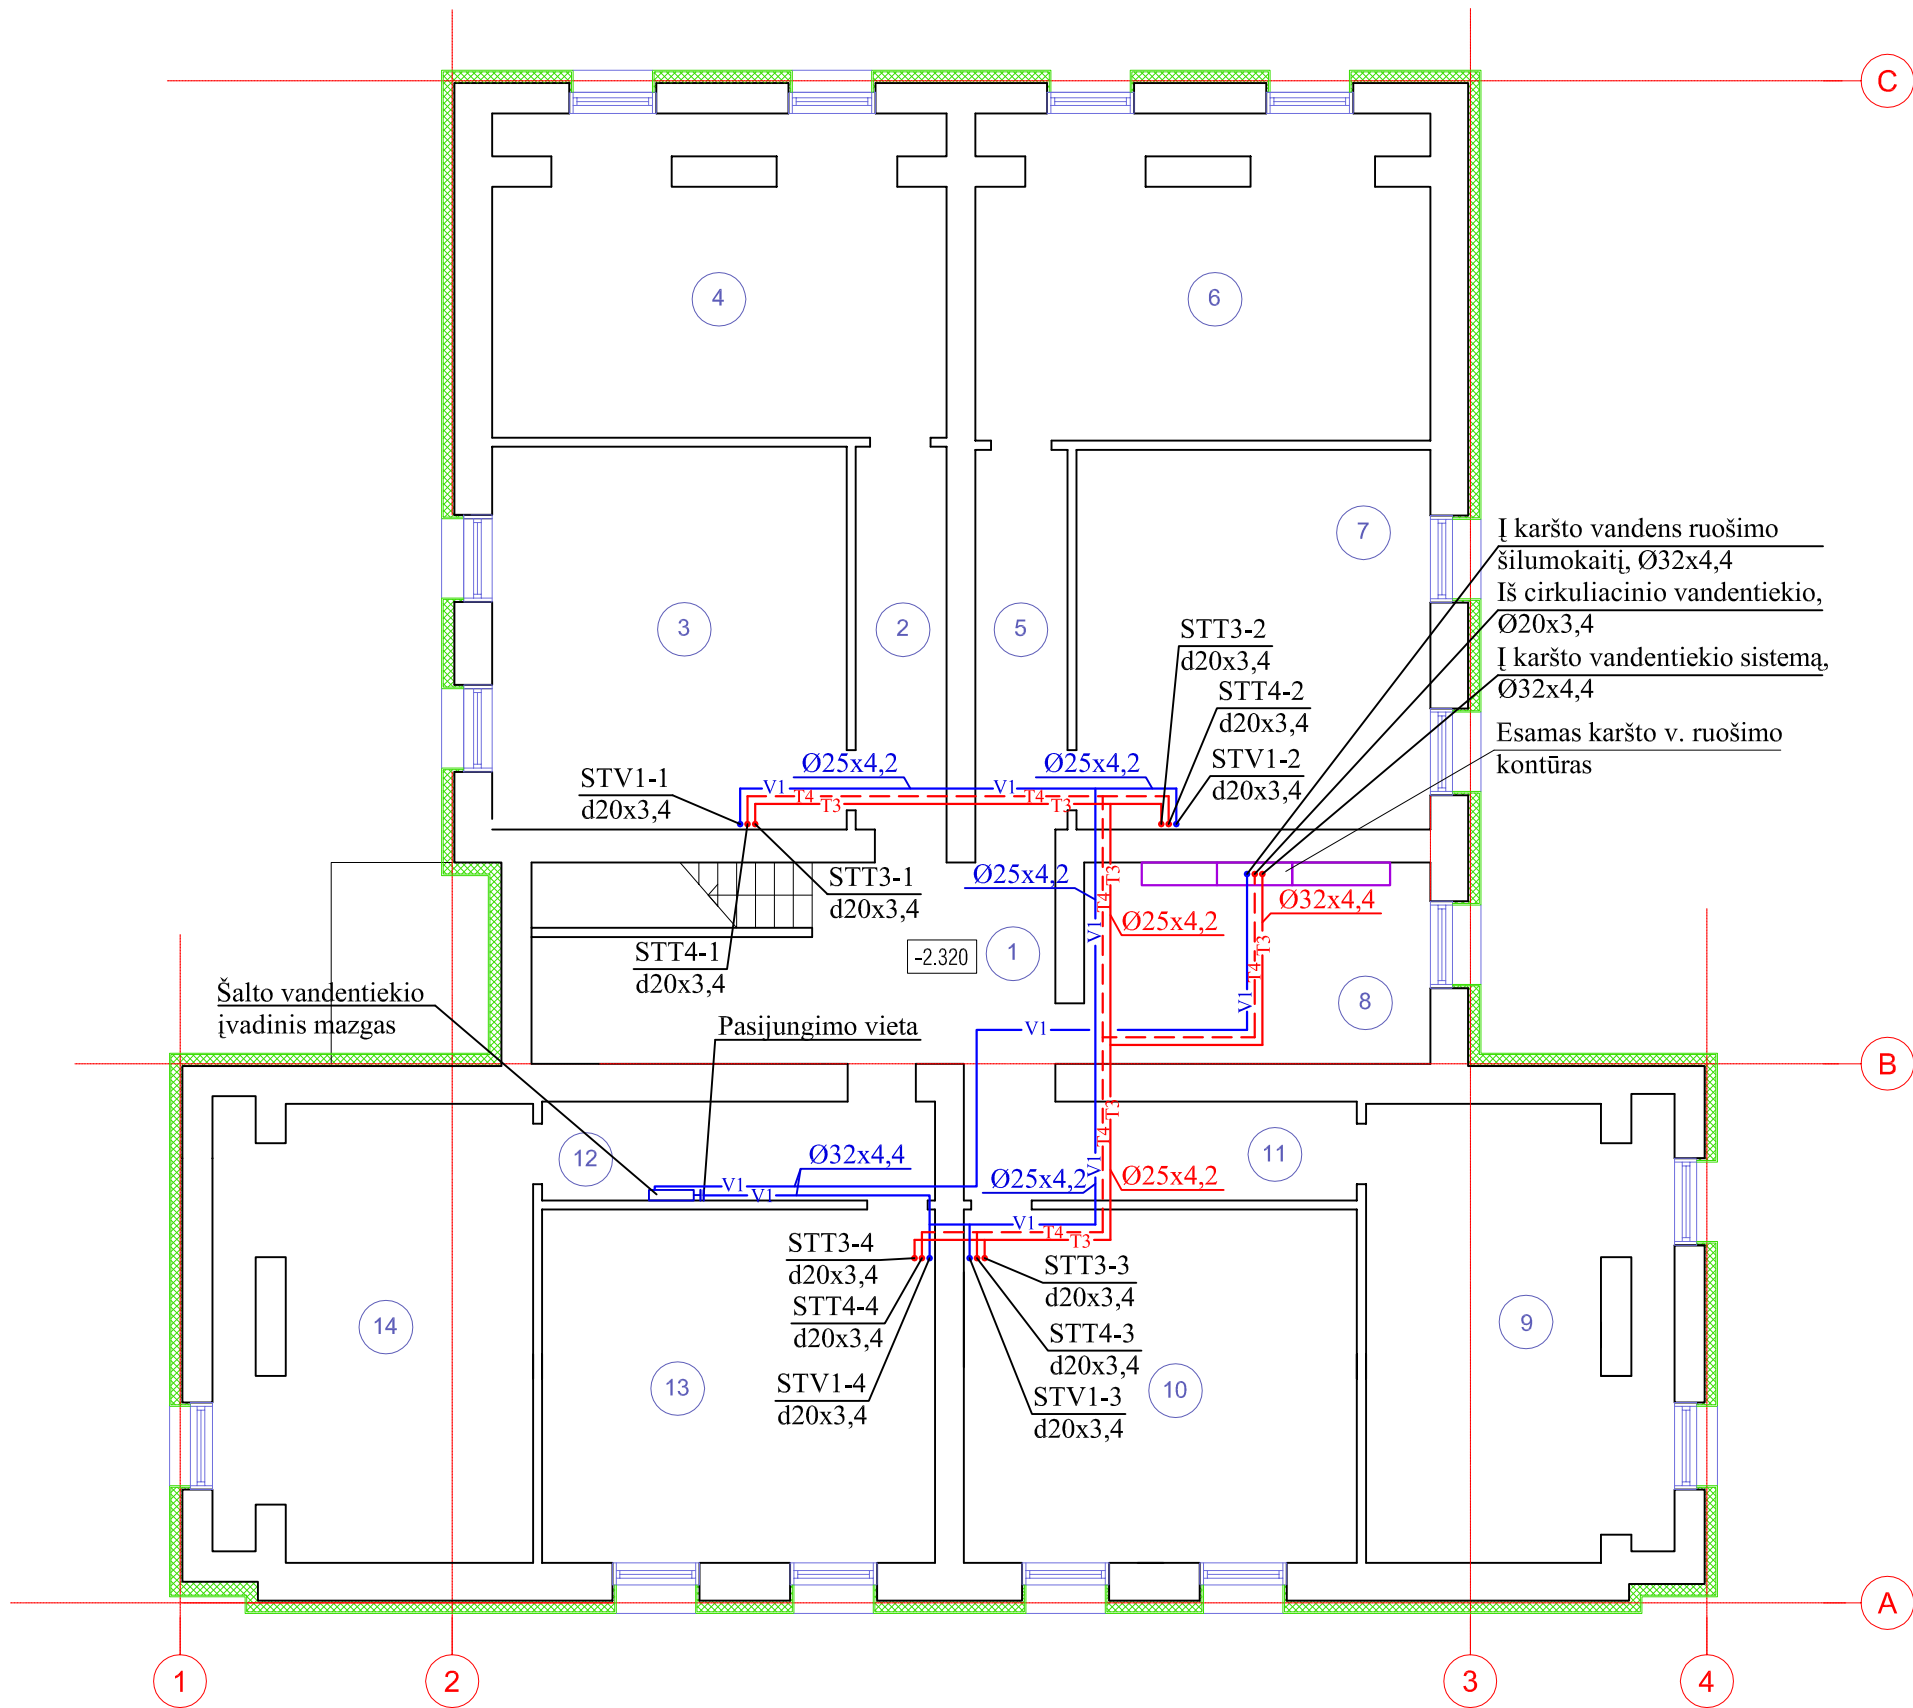 C
4
6
7
Į karšto vandens ruošimo
šilumokaitį, Ø32x4,4
Iš cirkuliacinio vandentiekio,
Ø20x3,4
Į karšto vandentiekio sistemą,
Ø32x4,4
Esamas karšto v. ruošimo
kontūras
3
2
5
STT3-2
d20x3,4
STT4-2
d20x3,4
STV1-2
d20x3,4
STV1-1
d20x3,4
Ø25x4,2
Ø25x4,2
V1
V1
T4
T4
T3
T3
STT3-1
d20x3,4
STT4-1
d20x3,4
Ø25x4,2
T3
T4
V1
Ø25x4,2
Ø32x4,4
T3
T4
V1
-2.320
1
8
Šalto vandentiekio
įvadinis mazgas
Pasijungimo vieta
V1
B
12
11
Ø32x4,4
V1
V1
T3
T4
V1
Ø25x4,2
Ø25x4,2
V1
T4
T3
STT3-4
d20x3,4
STT4-4
d20x3,4
STV1-4
d20x3,4
STT3-3
d20x3,4
STT4-3
d20x3,4
STV1-3
d20x3,4
14
13
10
9
A
1
2
3
4